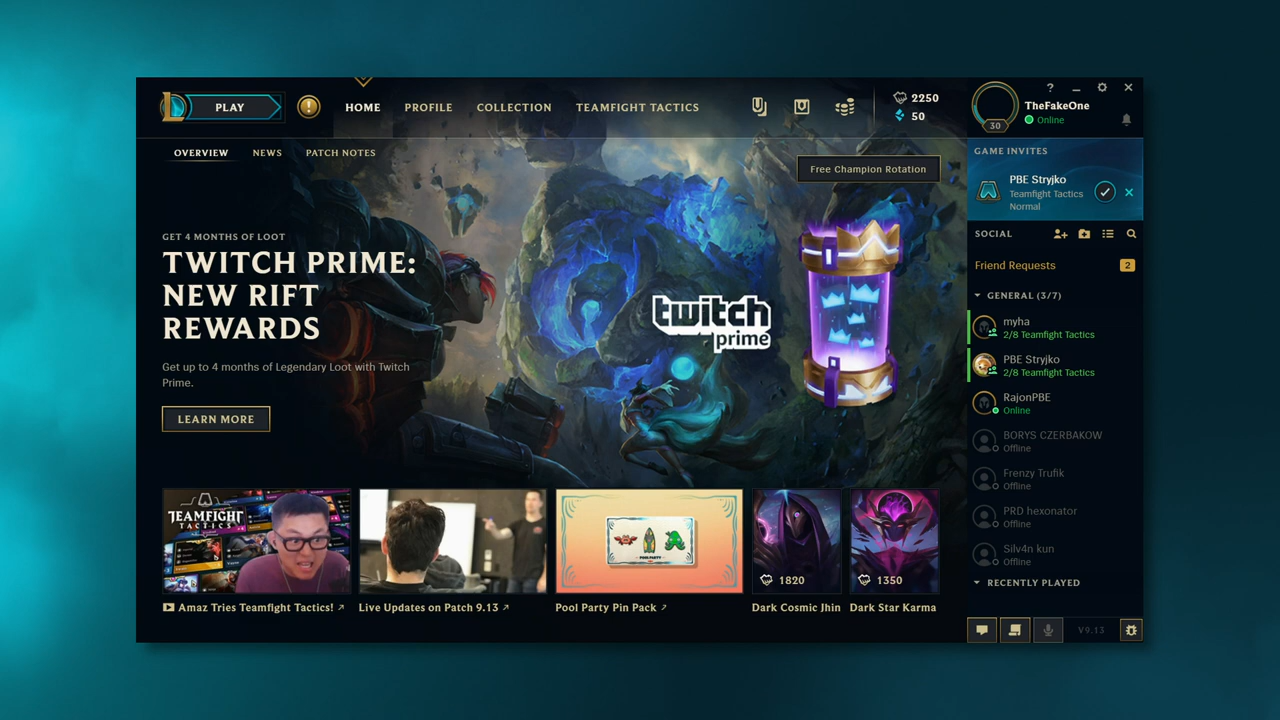 PLAY
HOME
PROFILE
COLLECTION
TEAMFIGHT TACTICS
2250
50
30
?
TheFakeOne
Online
OVERVIEW
NEWS
PATCH NOTES
Free Champion Rotation
GET 4 MONTHS OF LOOT
TWITCH PRIME:
NEW RIFT
REWARDS
Get up to 4 months of Legendary Loot with Twitch
Prime.
LEARN MORE
twitch
prime
TEAMFIGHT
TACTICS
POOL PARTY
1820
1350
Amaz Tries Teamfight Tactics!
Live Updates on Patch 9.13
Pool Party Pin Pack
Dark Cosmic Jhin
Dark Star Karma
GAME INVITES
PBE Stryjko
Teamfight Tactics
Normal
SOCIAL
Friend Requests
2
GENERAL (3/7)
myha
2/8 Teamfight Tactics
PBE Stryjko
2/8 Teamfight Tactics
RajonPBE
Online
BORYS CZERBAKOW
Offline
Frenzy Trufik
Offline
PRD hexonator
Offline
Silv4n kun
Offline
RECENTLY PLAYED
V9.13